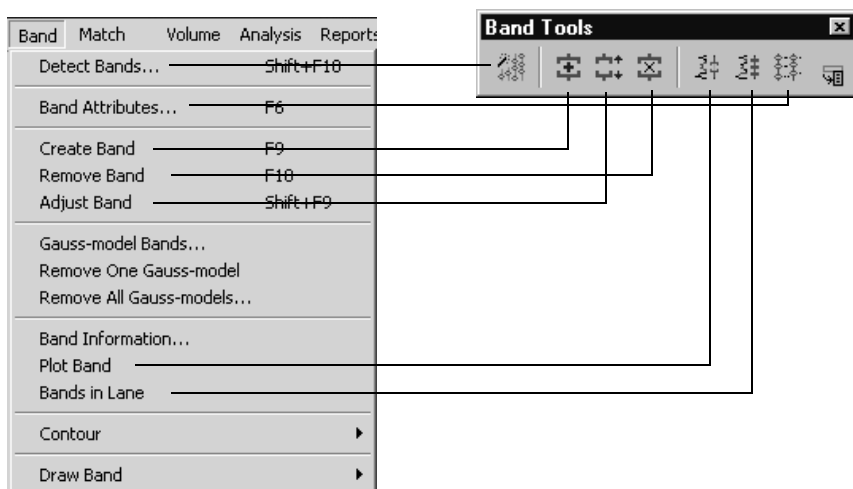 Band Match Volume Analysis Reports
Detect Bands... Shift+F10
Band Attributes... F6
Create Band F9
Remove Band F10
Adjust Band Shift+F9
Gauss-model Bands...
Remove One Gauss-model
Remove All Gauss-models...
Band Information...
Plot Band
Bands in Lane
Contour
Draw Band
Band Tools